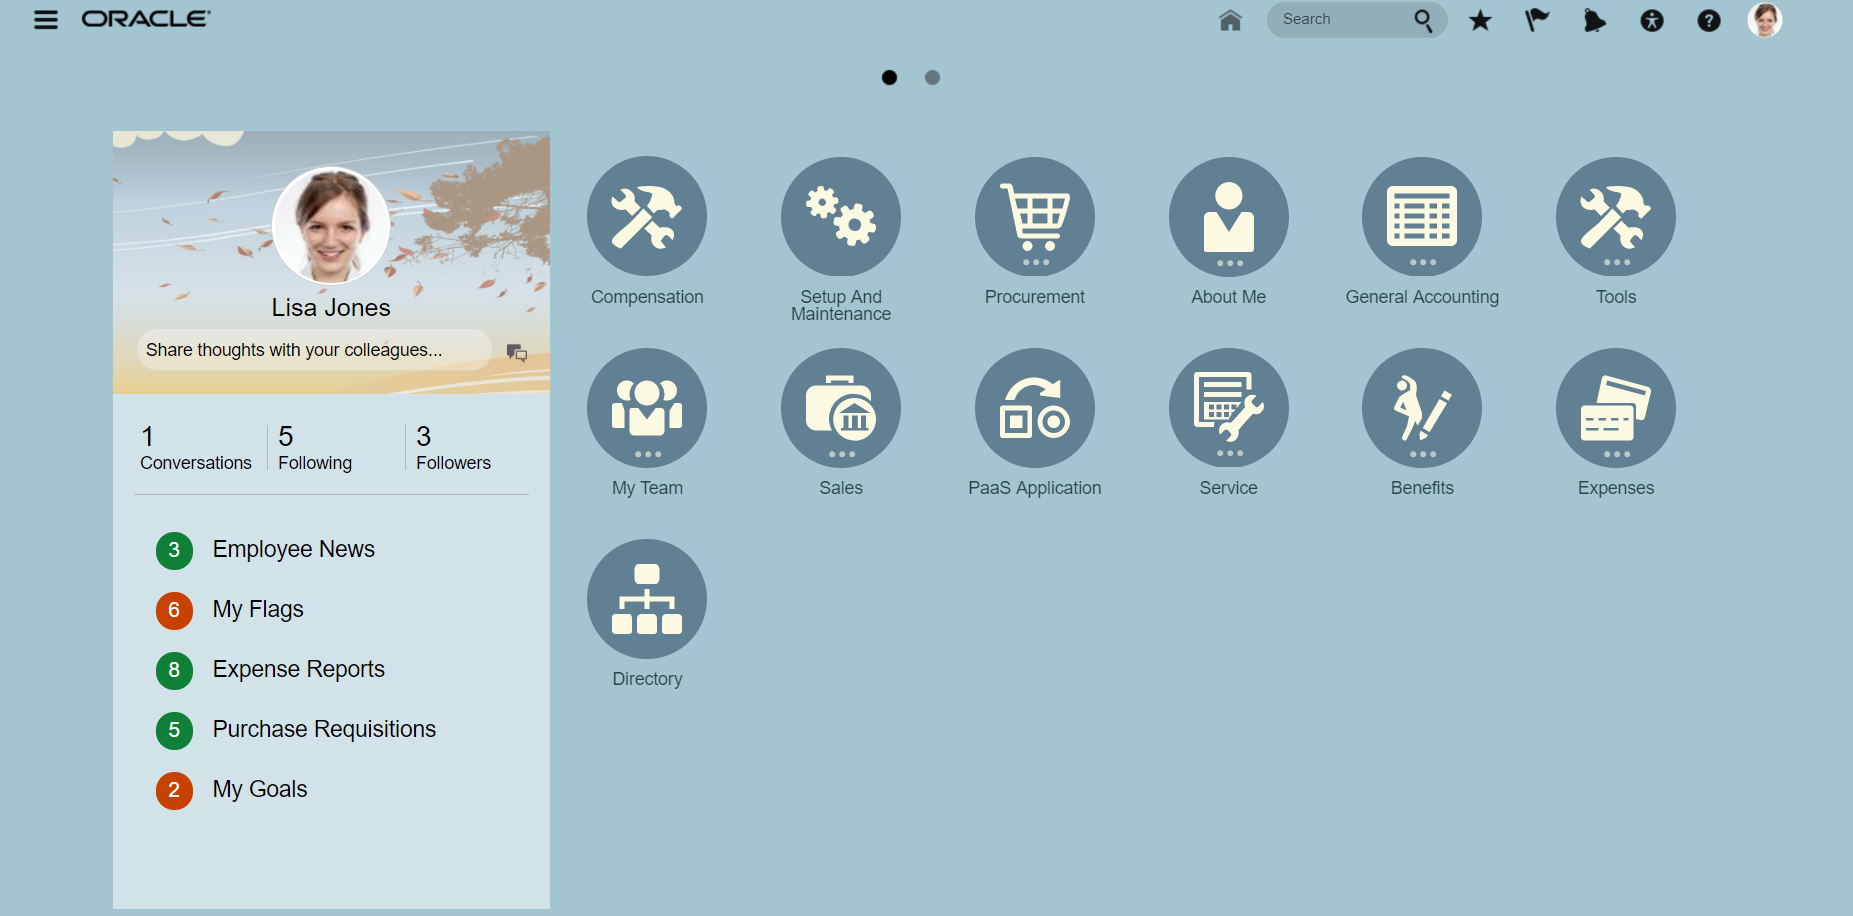 ORACLE
Search
Lisa Jones
Share thoughts with your colleagues...
1
Conversations
5
Following
3
Followers
3 Employee News
6 My Flags
8 Expense Reports
5 Purchase Requisitions
2 My Goals
Compensation
Setup And
Maintenance
Procurement
About Me
General Accounting
Tools
My Team
Sales
PaaS Application
Service
Benefits
Expenses
Directory